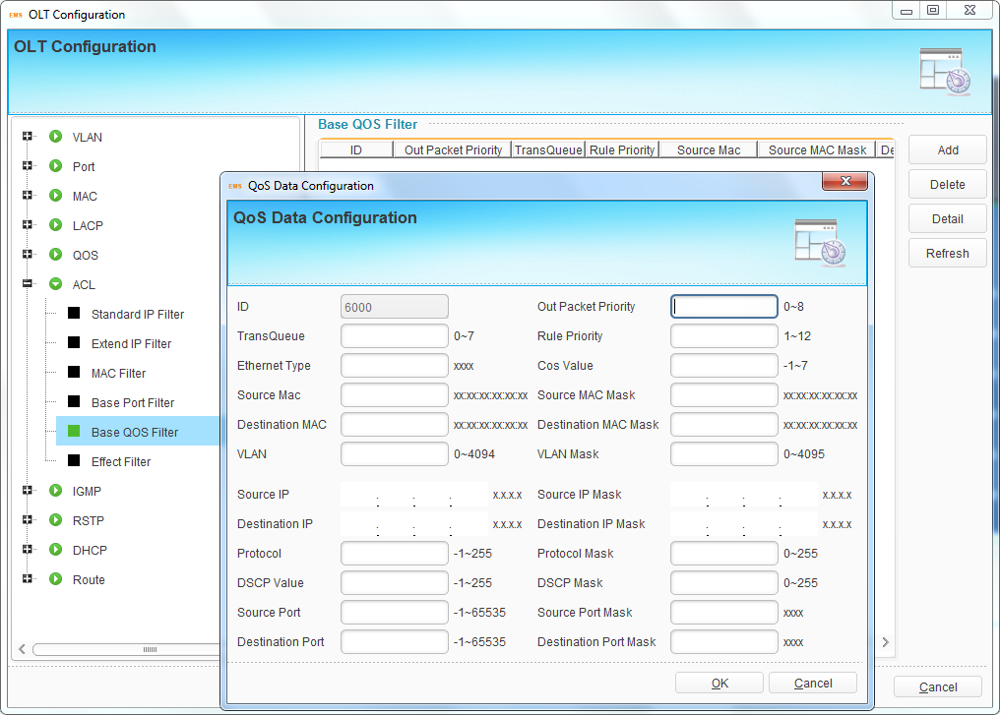 EMS OLT Configuration
OLT Configuration
VLAN
Port
MAC
LACP
QOS
ACL
Standard IP Filter
Extend IP Filter
MAC Filter
Base Port Filter
Base QOS Filter
Effect Filter
IGMP
RSTP
DHCP
Route
Base QOS Filter
ID Out Packet Priority TransQueue Rule Priority Source Mac Source MAC Mask De
Add
Delete
Detail
Refresh
EMS QoS Data Configuration
QoS Data Configuration
ID 6000 Out Packet Priority 0~8
TransQueue 0~7 Rule Priority 1~12
Ethernet Type xxxx Cos Value -1~7
Source Mac xx:xx:xx:xx:xx:xx Source MAC Mask xx:xx:xx:xx:xx:xx
Destination MAC xx:xx:xx:xx:xx:xx Destination MAC Mask xx:xx:xx:xx:xx:xx
VLAN 0~4094 VLAN Mask 0~4095
Source IP . . . x.x.x.x Source IP Mask . . . x.x.x.x
Destination IP . . . x.x.x.x Destination IP Mask . . . x.x.x.x
Protocol -1~255 Protocol Mask 0~255
DSCP Value -1~255 DSCP Mask 0~255
Source Port -1~65535 Source Port Mask xxxx
Destination Port -1~65535 Destination Port Mask xxxx
OK Cancel
Cancel